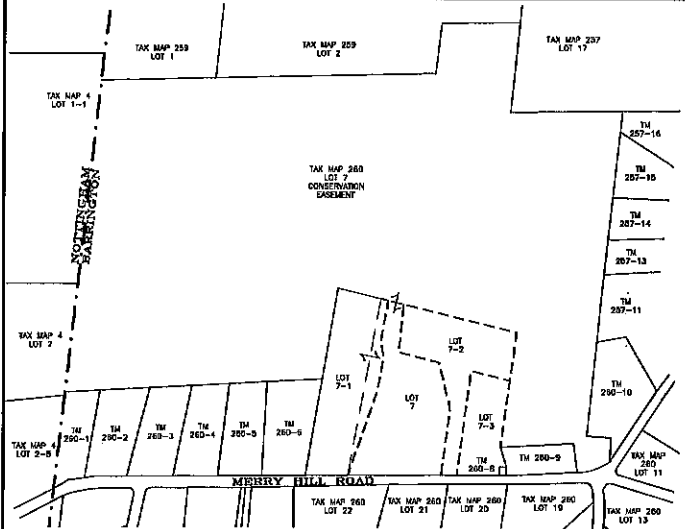 TAX MAP 259
LOT 1
TAX MAP 259
LOT 2
TAX MAP 237
LOT 17
TAX MAP 4
LOT 1-1
TM
257-16
TAX MAP 260
LOT 7
CONSERVATION
EASEMENT
TM
257-15
NOTTINGHAM
BARRINGTON
TM
257-14
TM
257-13
TM
257-11
TAX MAP 4
LOT 2
LOT
7-2
LOT
7-1
LOT
7
TM
260-10
LOT
7-3
TAX MAP 4
LOT 2-5
TM
260-1
TM
260-2
TM
260-3
TM
260-4
TM
260-5
TM
260-6
TM
260-8
TM 260-9
TAX MAP
260
LOT 11
MERRY HILL ROAD
TAX MAP 260
LOT 22
TAX MAP 260
LOT 21
TAX MAP 260
LOT 20
TAX MAP 260
LOT 19
TAX MAP 260
LOT 13